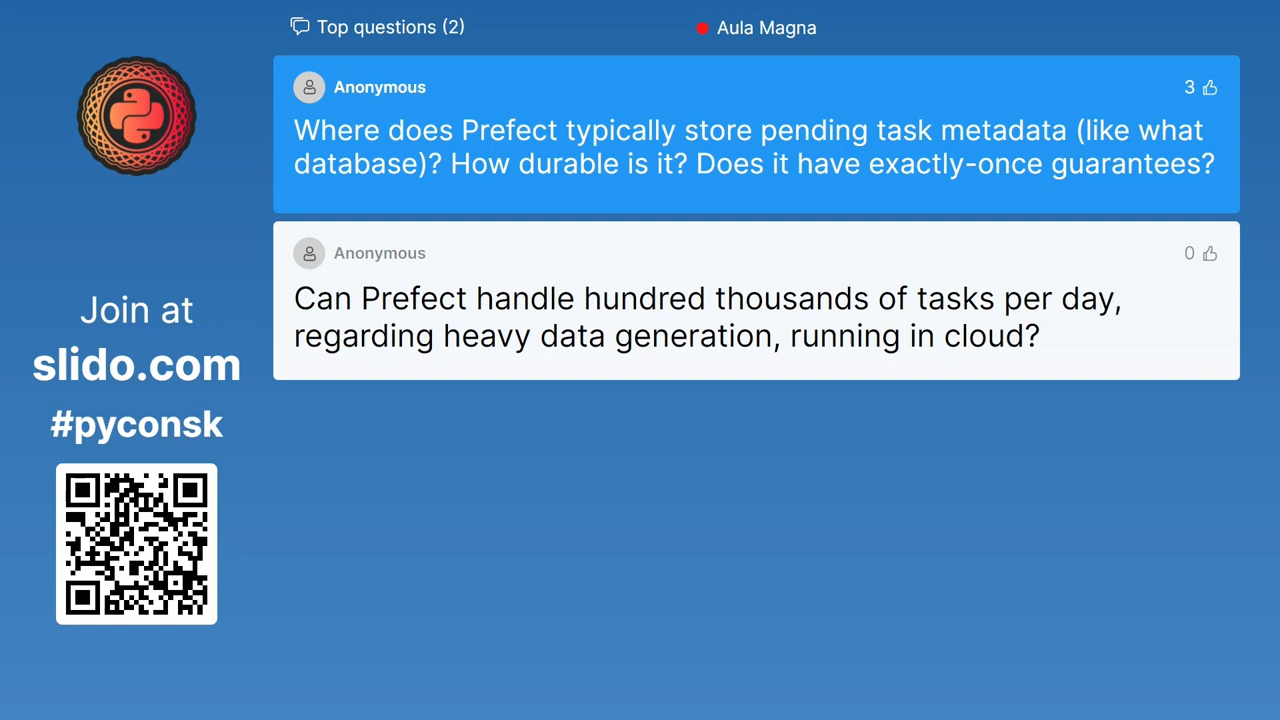 Top questions (2)
Aula Magna
Anonymous
3
Where does Prefect typically store pending task metadata (like what
database)? How durable is it? Does it have exactly-once guarantees?
Anonymous
0
Can Prefect handle hundred thousands of tasks per day,
regarding heavy data generation, running in cloud?
Join at
slido.com
#pyconsk